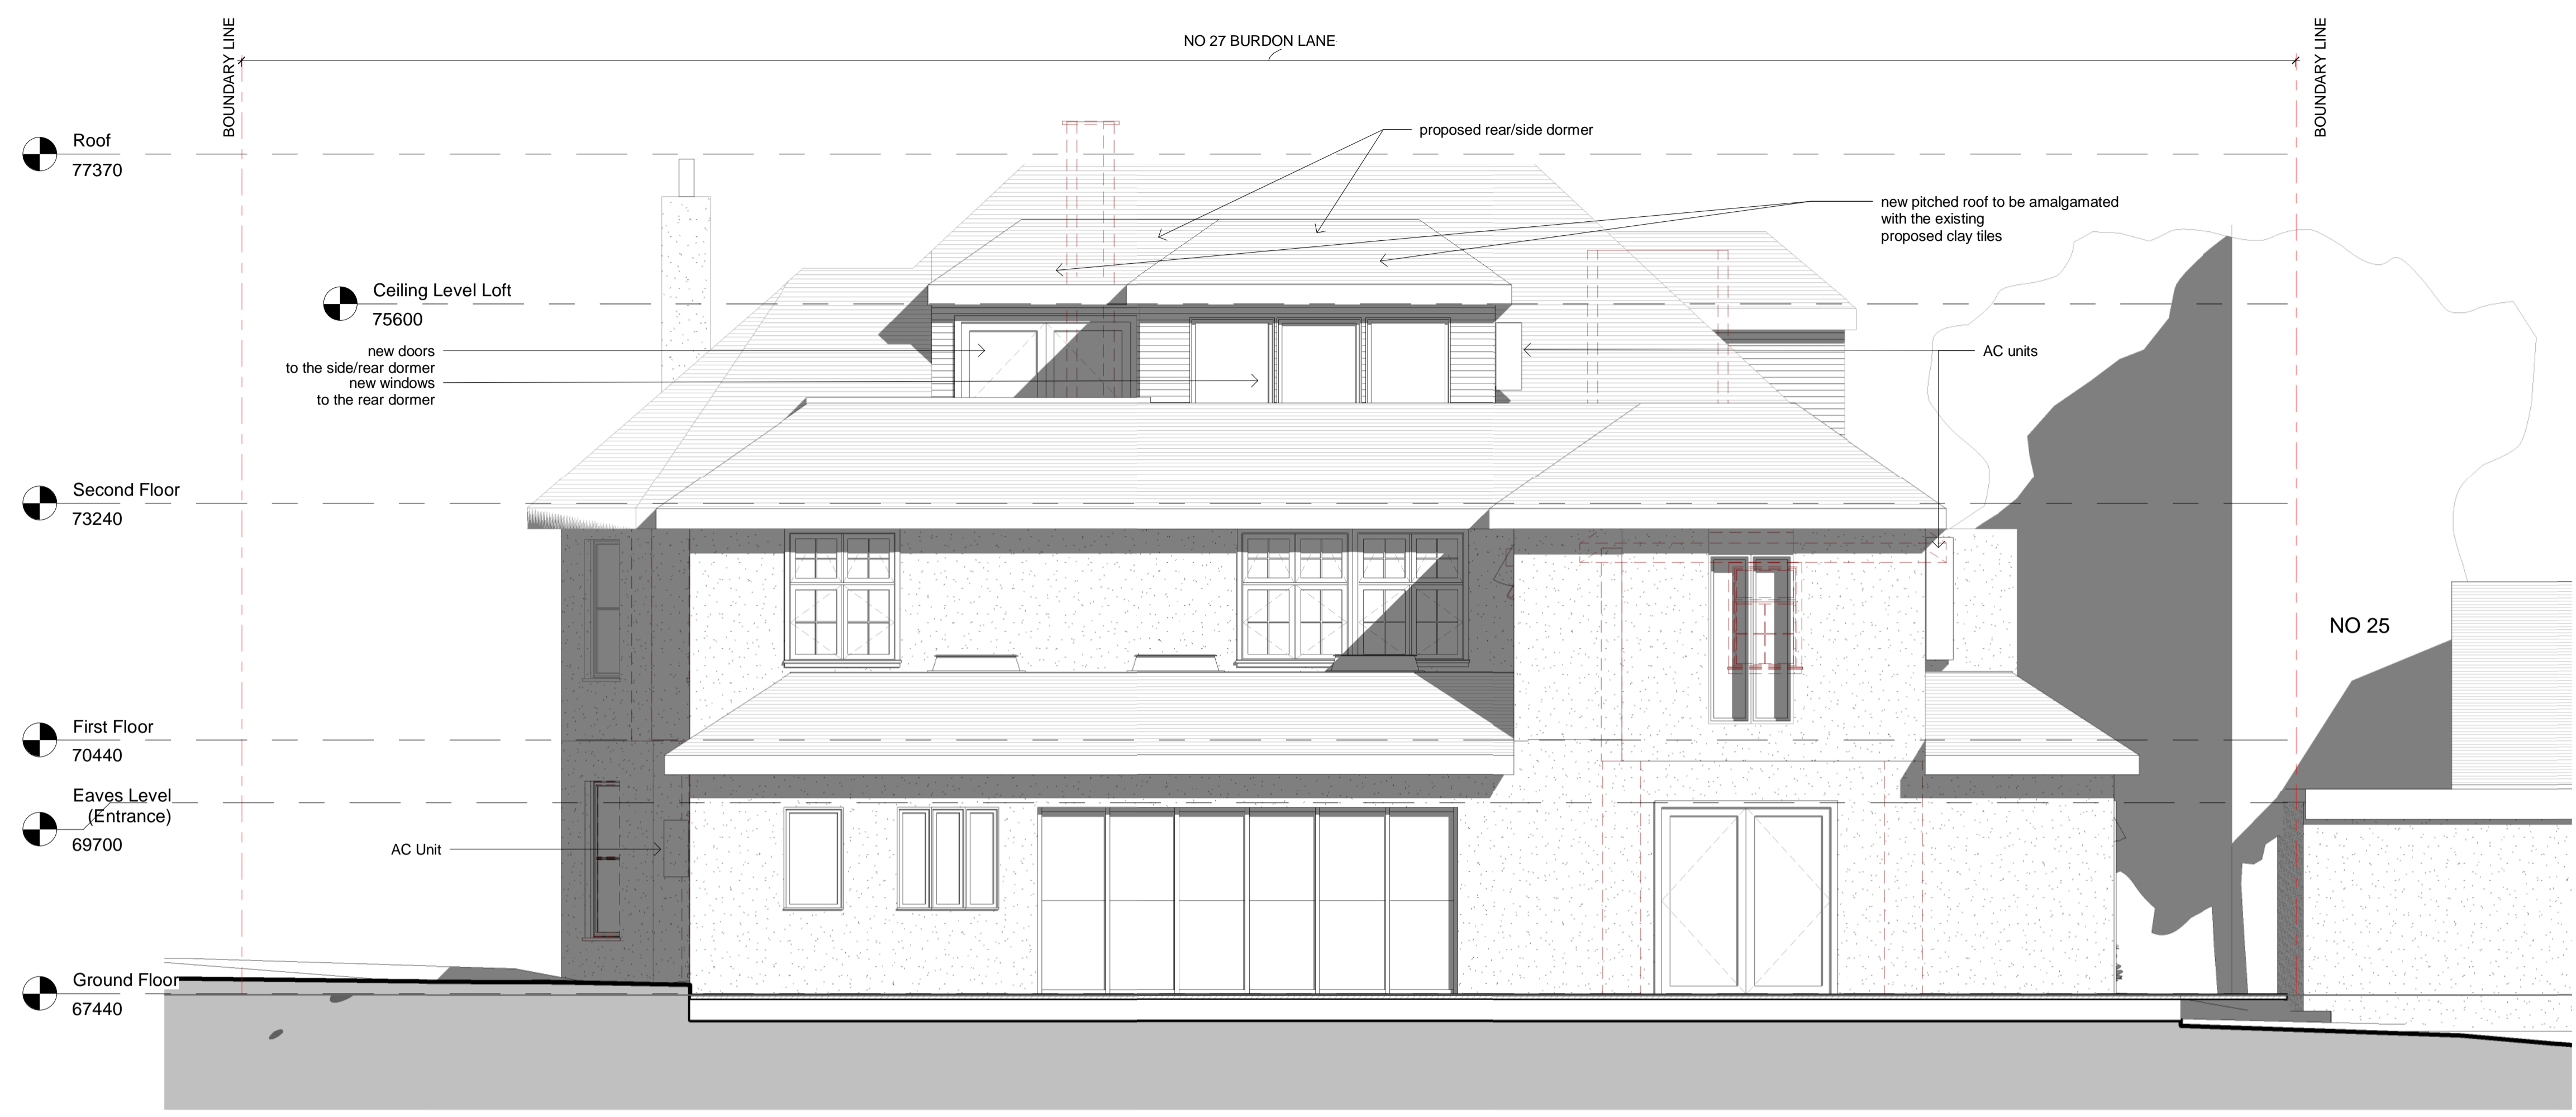 NO 27 BURDON LANE
BOUNDARY LINE
BOUNDARY LINE
proposed rear/side dormer
Roof
77370
new pitched roof to be amalgamated
with the existing
proposed clay tiles
Ceiling Level Loft
75600
new doors
to the side/rear dormer
new windows
to the rear dormer
AC units
Second Floor
73240
NO 25
First Floor
70440
Eaves Level
(Entrance)
69700
AC Unit
Ground Floor
67440